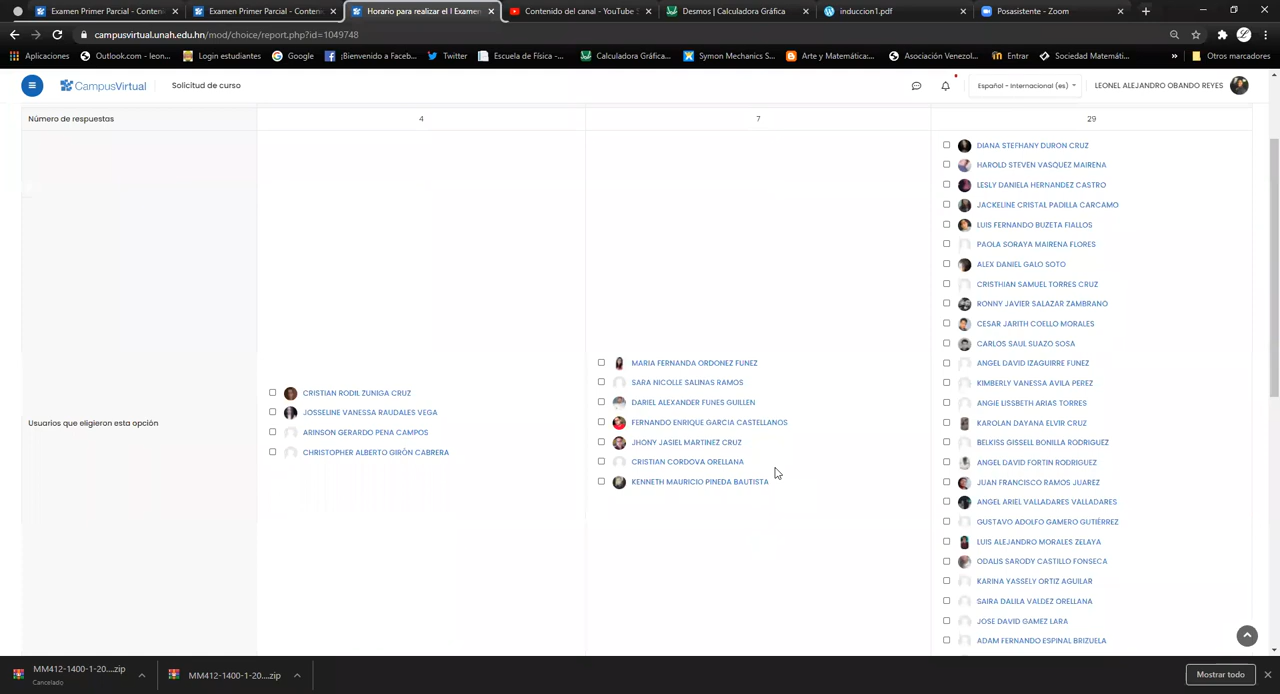 Examen Primer Parcial - Conteni
Examen Primer Parcial - Conteni
Horario para realizar el I Examen
Contenido del canal - YouTube S
Desmos | Calculadora Gráfica
induccion1.pdf
Posasistente - Zoom
campusvirtual.unah.edu.hn/mod/choice/report.php?id=1049748
Aplicaciones
Outlook.com - leon...
Login estudiantes
Google
¡Bienvenido a Faceb...
Twitter
Escuela de Física -...
Calculadora Gráfica...
Symon Mechanics S...
Arte y Matemática:...
Asociación Venezol...
Entrar
Sociedad Matemáti...
»
Otros marcadores
CampusVirtual
Solicitud de curso
Español - Internacional (es)
LEONEL ALEJANDRO OBANDO REYES
Número de respuestas
4
7
29
DIANA STEFHANY DURON CRUZ
HAROLD STEVEN VASQUEZ MAIRENA
LESLY DANIELA HERNANDEZ CASTRO
JACKELINE CRISTAL PADILLA CARCAMO
LUIS FERNANDO BUZETA FIALLOS
PAOLA SORAYA MAIRENA FLORES
ALEX DANIEL GALO SOTO
CRISTHIAN SAMUEL TORRES CRUZ
RONNY JAVIER SALAZAR ZAMBRANO
CESAR JARITH COELLO MORALES
CARLOS SAUL SUAZO SOSA
MARIA FERNANDA ORDONEZ FUNEZ
ANGEL DAVID IZAGUIRRE FUNEZ
SARA NICOLLE SALINAS RAMOS
KIMBERLY VANESSA AVILA PEREZ
CRISTIAN RODIL ZUNIGA CRUZ
DARIEL ALEXANDER FUNES GUILLEN
ANGIE LISSBETH ARIAS TORRES
JOSSELINE VANESSA RAUDALES VEGA
Usuarios que eligieron esta opción
FERNANDO ENRIQUE GARCIA CASTELLANOS
KAROLAN DAYANA ELVIR CRUZ
ARINSON GERARDO PENA CAMPOS
JHONY JASIEL MARTINEZ CRUZ
BELKISS GISSELL BONILLA RODRIGUEZ
CHRISTOPHER ALBERTO GIRÓN CABRERA
CRISTIAN CORDOVA ORELLANA
ANGEL DAVID FORTIN RODRIGUEZ
KENNETH MAURICIO PINEDA BAUTISTA
JUAN FRANCISCO RAMOS JUAREZ
ANGEL ARIEL VALLADARES VALLADARES
GUSTAVO ADOLFO GAMERO GUTIÉRREZ
LUIS ALEJANDRO MORALES ZELAYA
ODALIS SARODY CASTILLO FONSECA
KARINA YASSELY ORTIZ AGUILAR
SAIRA DALILA VALDEZ ORELLANA
JOSE DAVID GAMEZ LARA
ADAM FERNANDO ESPINAL BRIZUELA
MM412-1400-1-20....zip
Cancelado
MM412-1400-1-20....zip
Mostrar todo